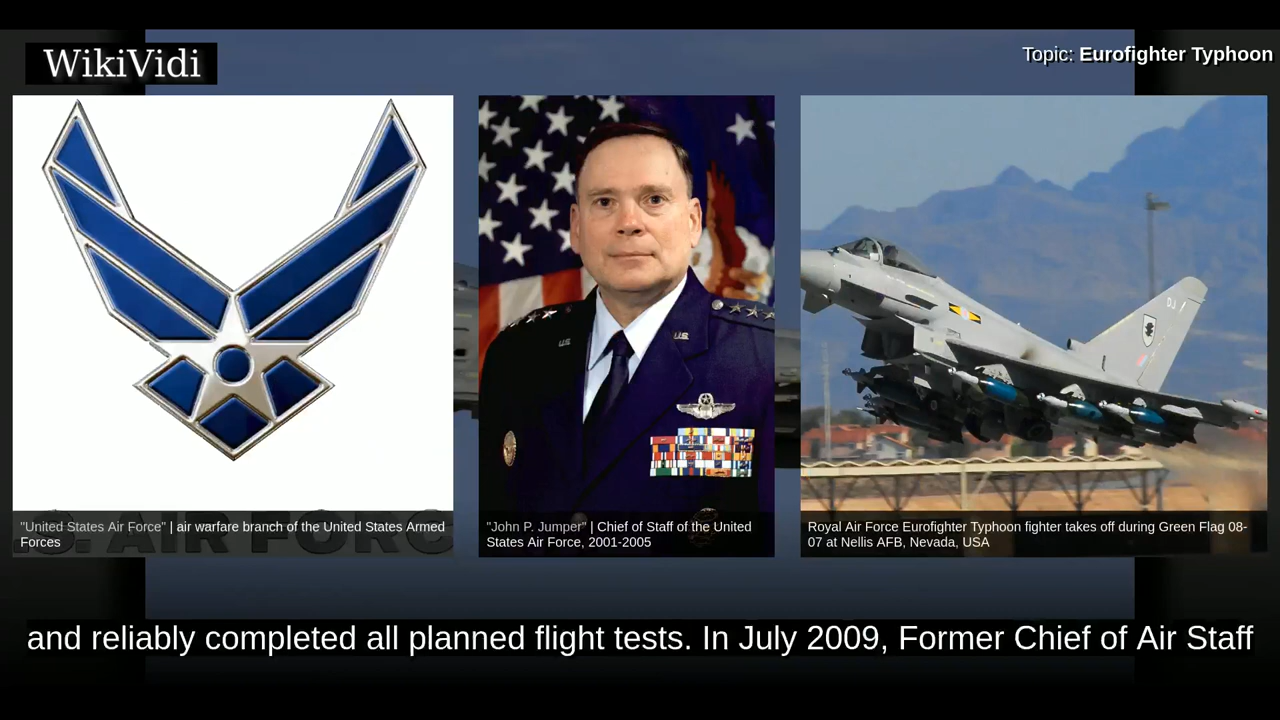 WikiVidi
Topic: Eurofighter Typhoon
"United States Air Force" | air warfare branch of the United States Armed
Forces
"John P. Jumper" | Chief of Staff of the United
States Air Force, 2001-2005
Royal Air Force Eurofighter Typhoon fighter takes off during Green Flag 08-
07 at Nellis AFB, Nevada, USA
and reliably completed all planned flight tests. In July 2009, Former Chief of Air Staff